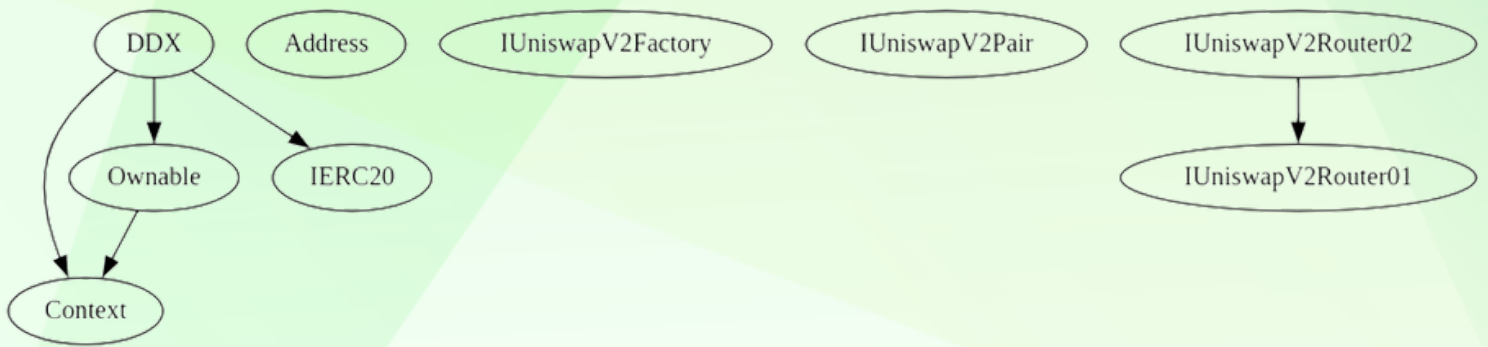 DDX
Address
IUniswapV2Factory
IUniswapV2Pair
IUniswapV2Router02
Ownable
IERC20
IUniswapV2Router01
Context